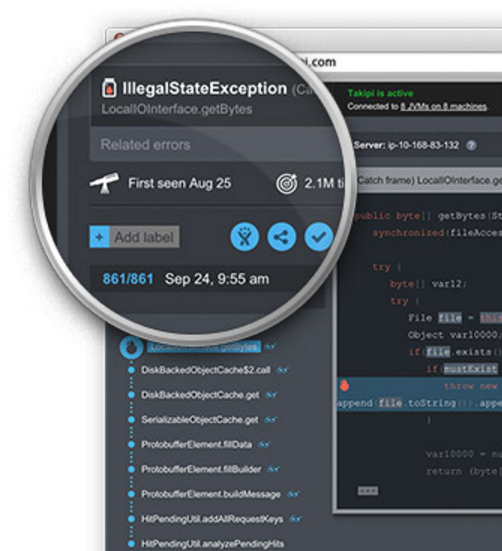 i.com
IllegalStateException (Ca
LocalIOInterface.getBytes
Related errors
First seen Aug 25
2.1M ti
+ Add label
861/861 Sep 24, 9:55 am
Takipi is active
Connected to 8 JVMs on 8 machines.
Server: ip-10-168-83-132 ?
Catch frame) LocalIOInterface.ge
public byte[] getBytes(St
synchronized(fileAcces
try {
byte[] var12;
try {
File file = this
Object var10000;
if(file.exists()
if(mustExist
throw new
append(file.toString()).appe
}
var10000 = nu
return (byte[
...
DiskBackedObjectCache$2.call
DiskBackedObjectCache.get
SerializableObjectCache.get
ProtobufferElement.fillData
ProtobufferElement.fillBuilder
ProtobufferElement.buildMessage
HitPendingUtil.addAllRequestKeys
HitPendingUtil.analyzePendingHits